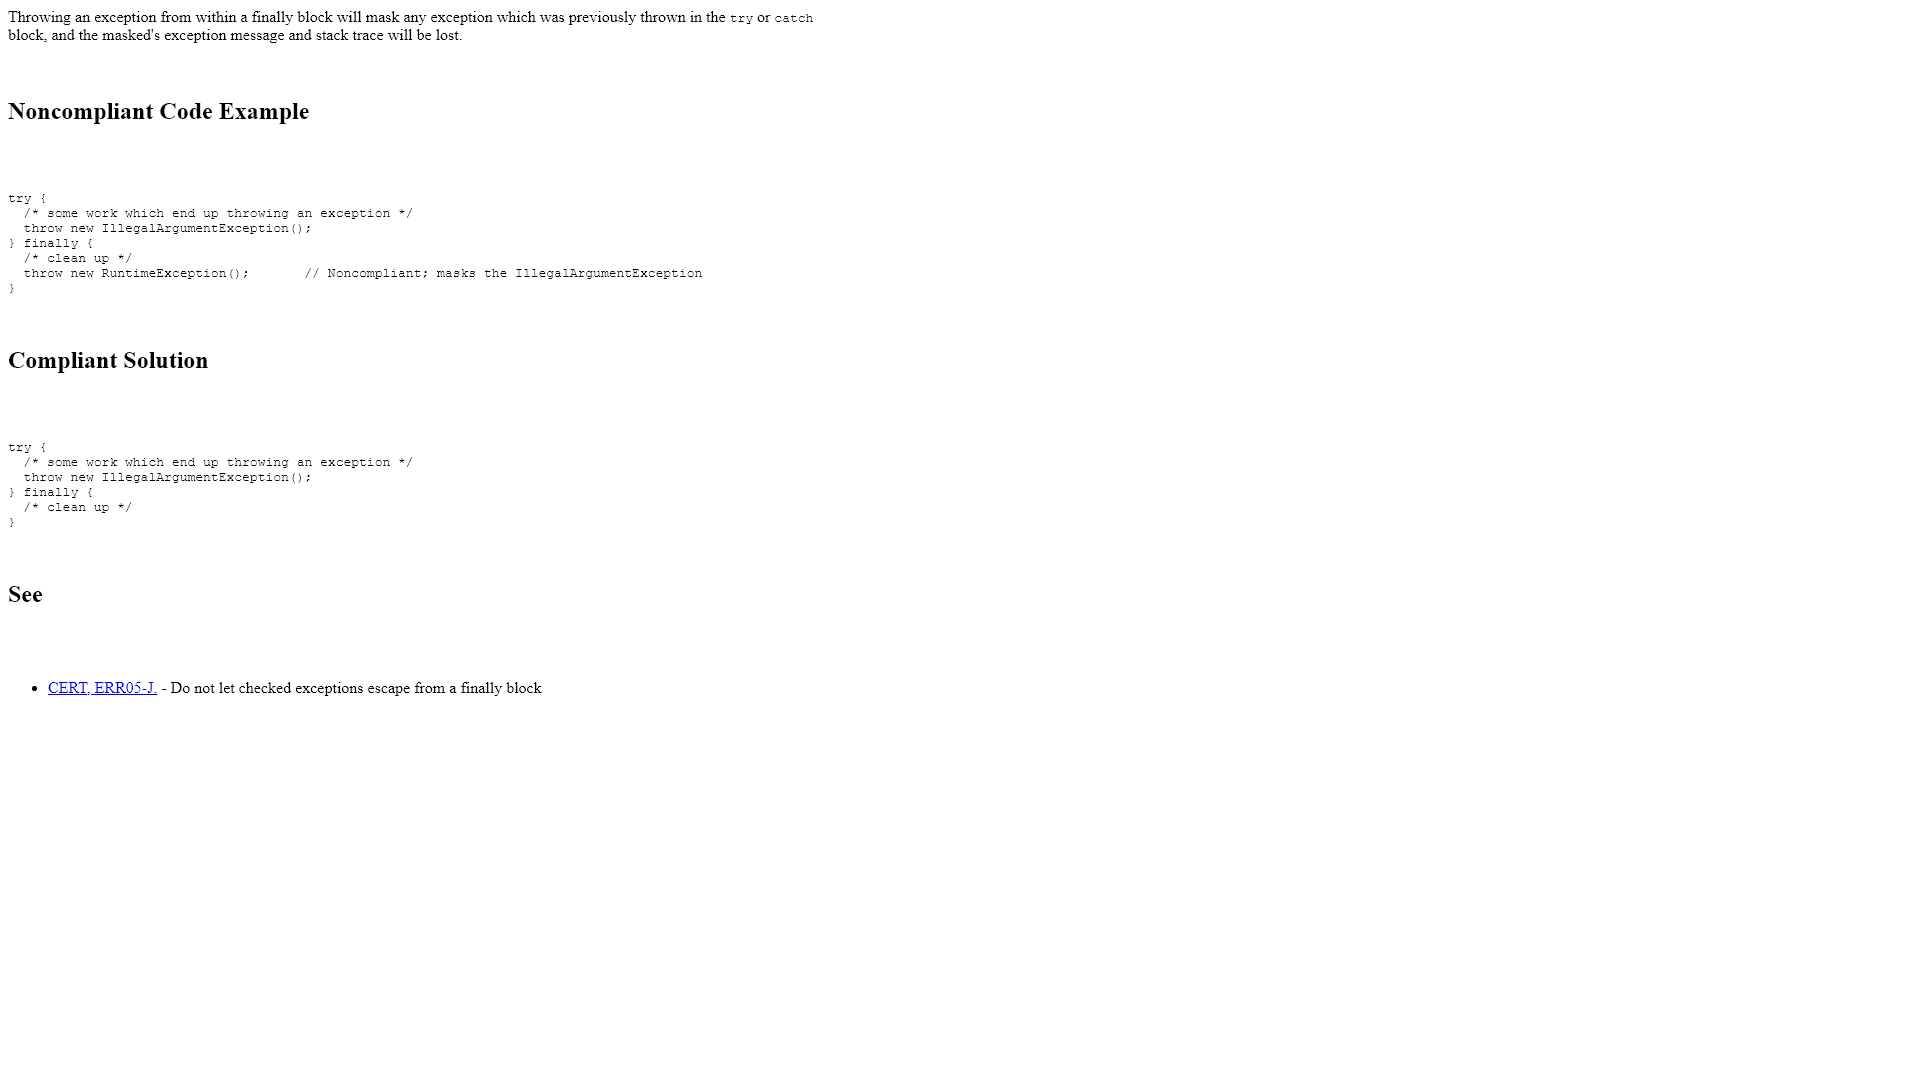 Throwing an exception from within a finally block will mask any exception which was previously thrown in the try or catch
block, and the masked's exception message and stack trace will be lost.
Noncompliant Code Example
try {
  /* some work which end up throwing an exception */
  throw new IllegalArgumentException();
} finally {
  /* clean up */
  throw new RuntimeException();       // Noncompliant; masks the IllegalArgumentException
}
Compliant Solution
try {
  /* some work which end up throwing an exception */
  throw new IllegalArgumentException();
} finally {
  /* clean up */
}
See
• CERT, ERR05-J. - Do not let checked exceptions escape from a finally block